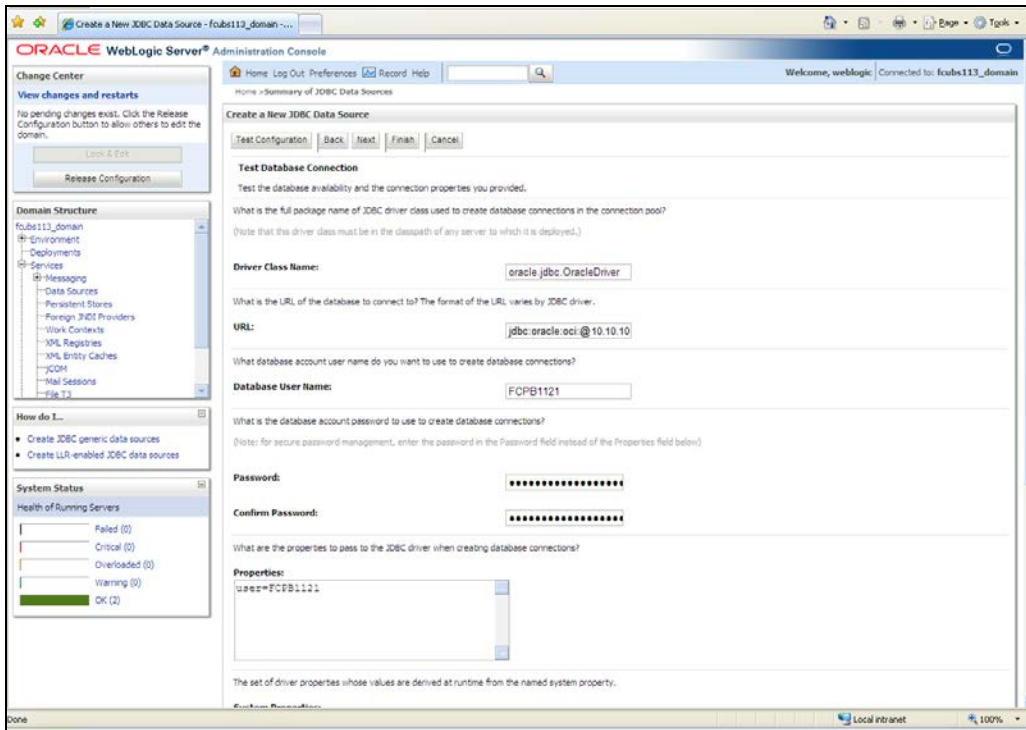 Create a New JDBC Data Source - fcubs113_domain -...
Page
Tools
ORACLE WebLogic Server® Administration Console
Change Center
View changes and restarts
No pending changes exist. Click the Release
Configuration button to allow others to edit the
domain.
Lock & Edit
Release Configuration
Domain Structure
fcubs113_domain
Environment
Deployments
Services
Messaging
Data Sources
Persistent Stores
Foreign JNDI Providers
Work Contexts
XML Registries
XML Entity Caches
jCOM
Mail Sessions
File T3
How do I...
Create JDBC generic data sources
Create LLR-enabled JDBC data sources
System Status
Health of Running Servers
Failed (0)
Critical (0)
Overloaded (0)
Warning (0)
OK (2)
Home Log Out Preferences Record Help
Welcome, weblogic Connected to: fcubs113_domain
Home >Summary of JDBC Data Sources
Create a New JDBC Data Source
Test Configuration Back Next Finish Cancel
Test Database Connection
Test the database availability and the connection properties you provided.
What is the full package name of JDBC driver class used to create database connections in the connection pool?
(Note that this driver class must be in the classpath of any server to which it is deployed.)
Driver Class Name: oracle.jdbc.OracleDriver
What is the URL of the database to connect to? The format of the URL varies by JDBC driver.
URL: jdbc:oracle:oci:@10.10.10
What database account user name do you want to use to create database connections?
Database User Name: FCPB1121
What is the database account password to use to create database connections?
(Note: for secure password management, enter the password in the Password field instead of the Properties field below)
Password:
Confirm Password:
What are the properties to pass to the JDBC driver when creating database connections?
Properties:
user=FCPB1121
The set of driver properties whose values are derived at runtime from the named system property.
System Properties:
Done
Local intranet
100%